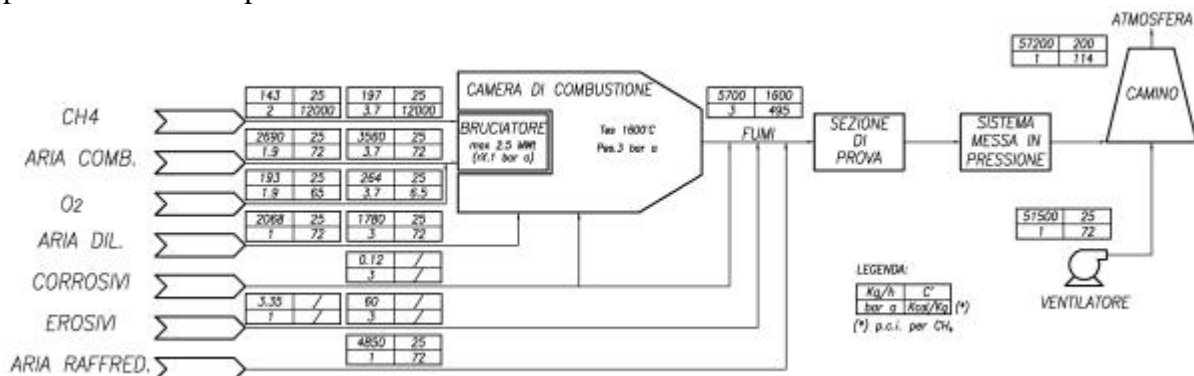 ATMOSFERA
57200 200
1 114
CAMINO
CH4
143 25
2 12000
197 25
3.7 12000
CAMERA DI COMBUSTIONE
BRUCIATORE
max 2.5 MWt
(rif.1 bar a)
Tes 1600°C
Pes.3 bar a
5700 1600
3 495
FUMI
SEZIONE
DI
PROVA
SISTEMA
MESSA IN
PRESSIONE
ARIA COMB.
2690 25
1.9 72
3560 25
3.7 72
O2
193 25
1.9 65
264 25
3.7 6.5
ARIA DIL.
2068 25
1 72
1780 25
3 72
51500 25
1 72
VENTILATORE
CORROSIVI
0.12 /
3 /
EROSIVI
3.35 /
1 /
60 /
3 /
ARIA RAFFRED.
4850 25
1 72
LEGENDA:
Kg/h C°
bar a Kcal/Kg (*)
(*) p.c.i. per CH₄